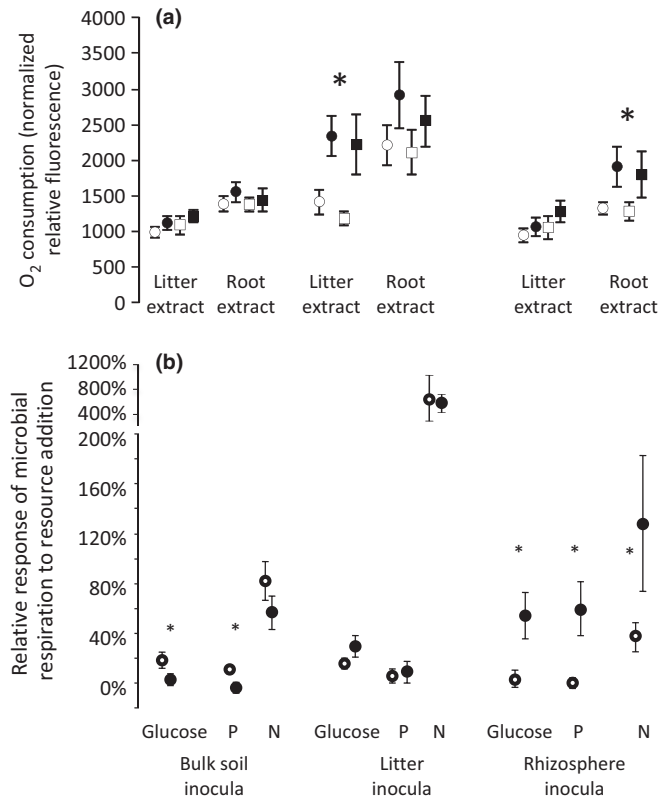 (a)
O2 consumption (normalized
relative fluorescence)
4000
3500
3000
2500
2000
1500
1000
500
0
*
*
Litter
extract
Root
extract
Litter
extract
Root
extract
Litter
extract
Root
extract
(b)
Relative response of microbial
respiration to resource addition
1200%
800%
400%
200%
160%
120%
80%
40%
0%
*
*
*
*
*
Glucose P N
Glucose P N
Glucose P N
Bulk soil
inocula
Litter
inocula
Rhizosphere
inocula